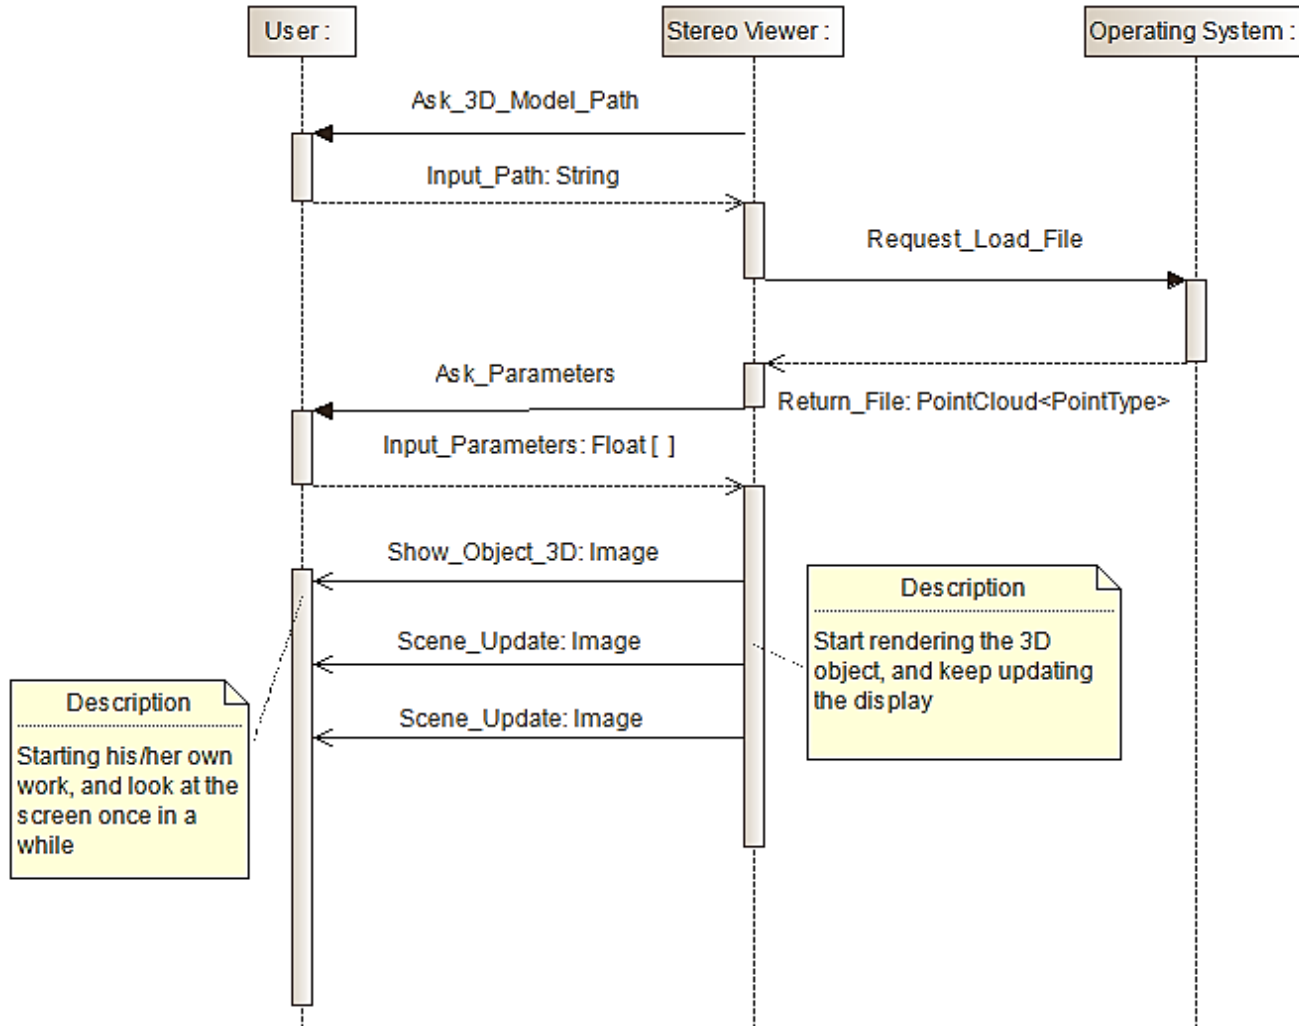 User :
Stereo Viewer :
Operating System :
Ask_3D_Model_Path
Input_Path: String
Request_Load_File
Ask_Parameters
Return_File: PointCloud<PointType>
Input_Parameters: Float [ ]
Show_Object_3D: Image
Description
Start rendering the 3D
object, and keep updating
the display
Scene_Update: Image
Description
Starting his/her own
work, and look at the
screen once in a
while
Scene_Update: Image